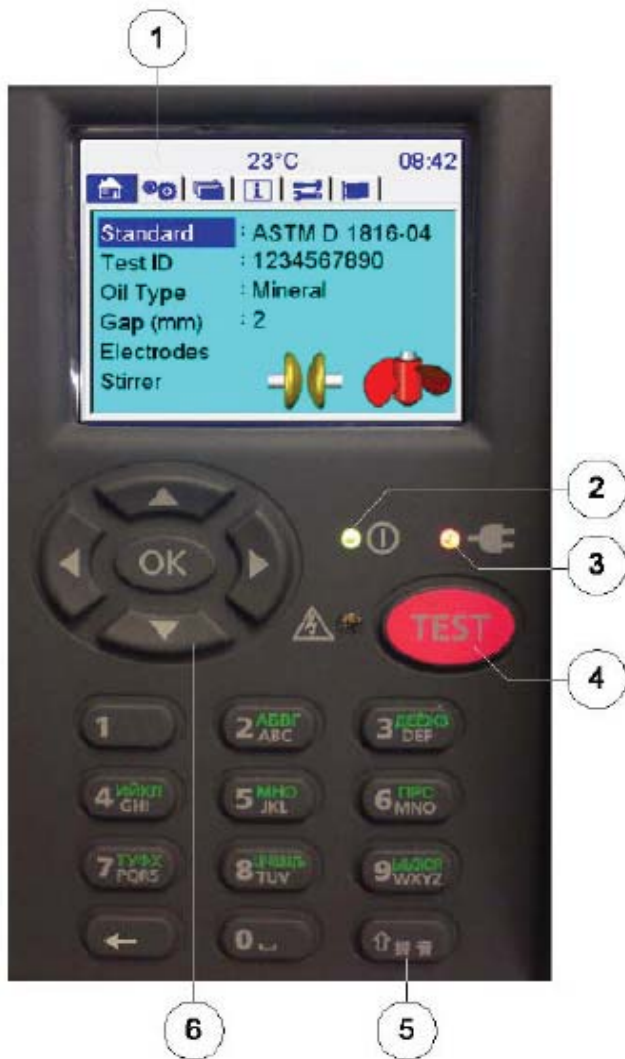 1
23°C 08:42
Standard : ASTM D 1816-04
Test ID : 1234567890
Oil Type : Mineral
Gap (mm) : 2
Electrodes
Stirrer
2
3
OK
TEST
4
1
2 АБВГ ABC
3 DEF
4 ИЙКЛ GHI
5 МНО JKL
6 ПРС MNO
7 ТУФХ PQRS
8 TUV
9 WXYZ
0
6
5